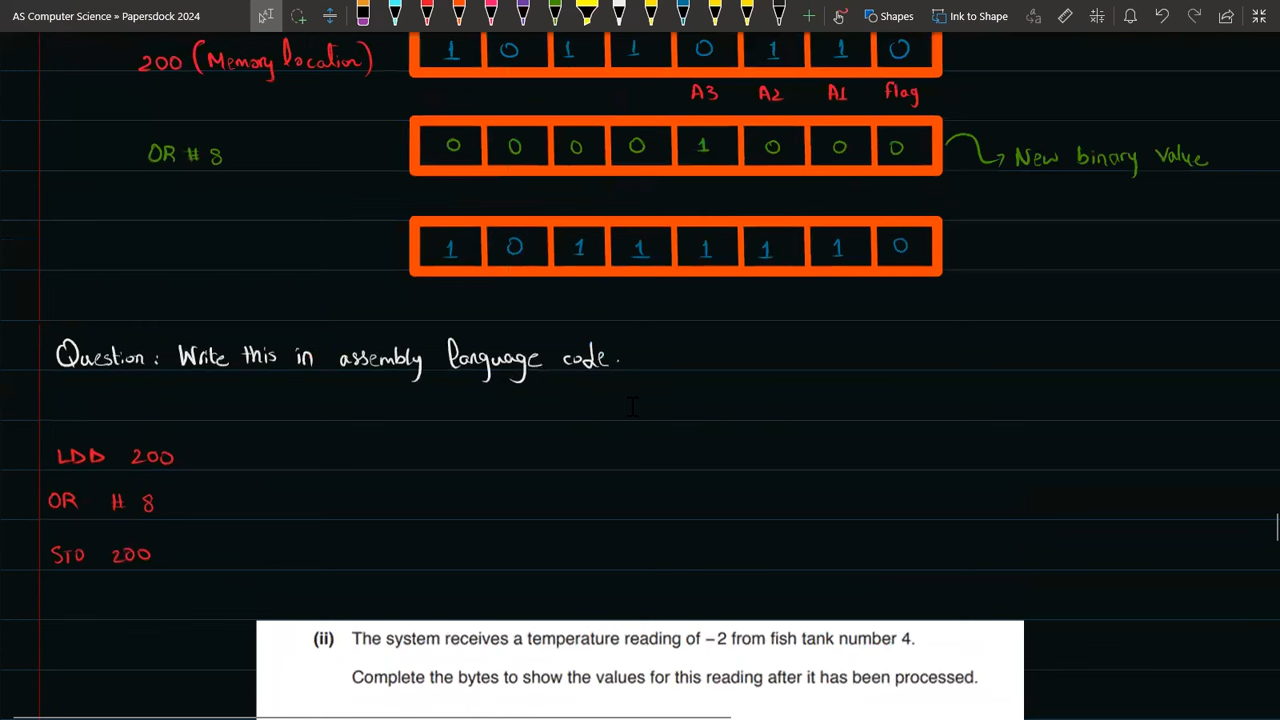 AS Computer Science » Papersdock 2024
Shapes
Ink to Shape
200 (Memory location)
1 0 1 1 0 1 1 0
A3 A2 A1 flag
OR # 8
0 0 0 0 1 0 0 0
New binary value
1 0 1 1 1 1 1 0
Question: Write this in assembly language code.
LDD 200
OR # 8
STO 200
(ii) The system receives a temperature reading of −2 from fish tank number 4.
Complete the bytes to show the values for this reading after it has been processed.